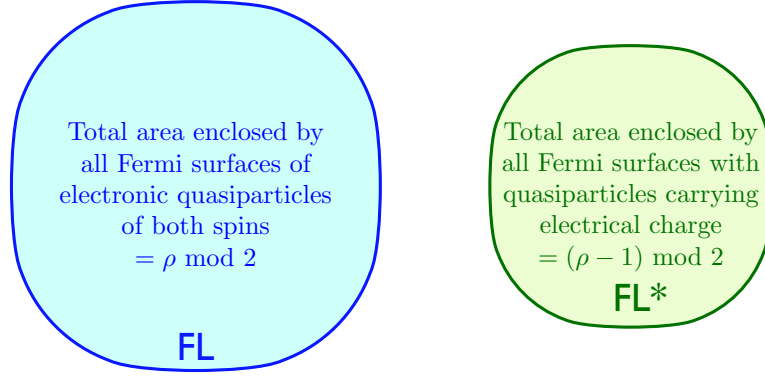 Total area enclosed by
all Fermi surfaces of
electronic quasiparticles
of both spins
= ρ mod 2
FL
Total area enclosed by
all Fermi surfaces with
quasiparticles carrying
electrical charge
= (ρ − 1) mod 2
FL*